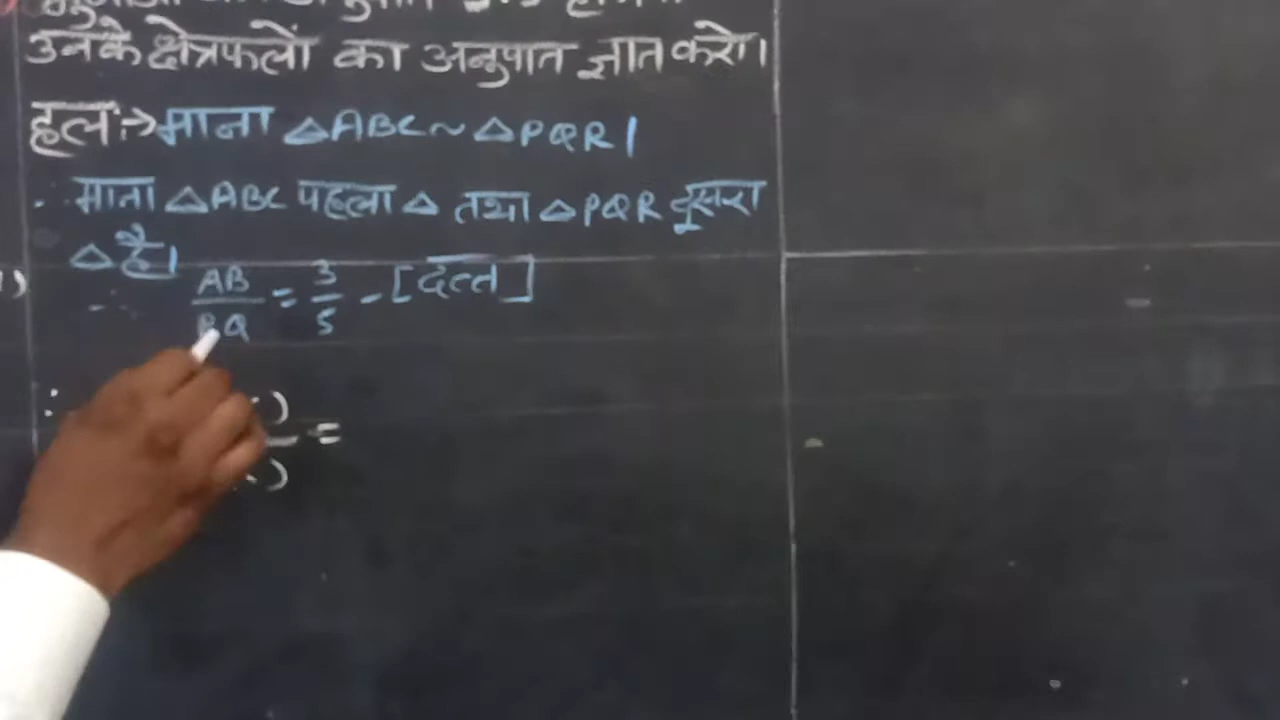 उनके क्षेत्रफलों का अनुपात ज्ञात करो।
हल:→ माना △ABC ~ △PQR।
∴ माना △ABC पहला △ तथा △PQR दूसरा
△ है।
AB/PQ = 3/5 - [दत्त]
∴ ) / ) =